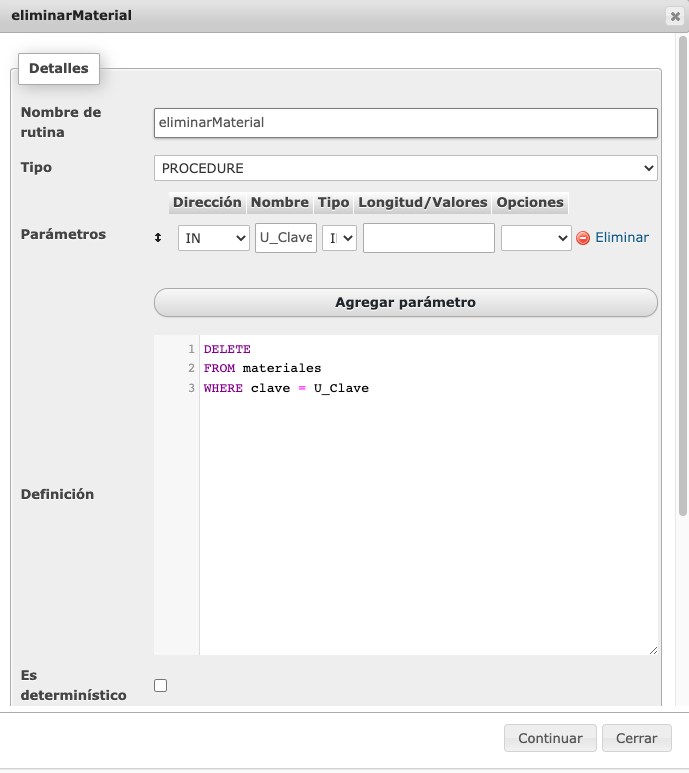 eliminarMaterial
Detalles
Nombre de
rutina
eliminarMaterial
Tipo
PROCEDURE
Dirección Nombre Tipo Longitud/Valores Opciones
Parámetros
IN U_Clave Eliminar
Agregar parámetro
1 DELETE
2 FROM materiales
3 WHERE clave = U_Clave
Definición
Es
determinístico
Continuar Cerrar